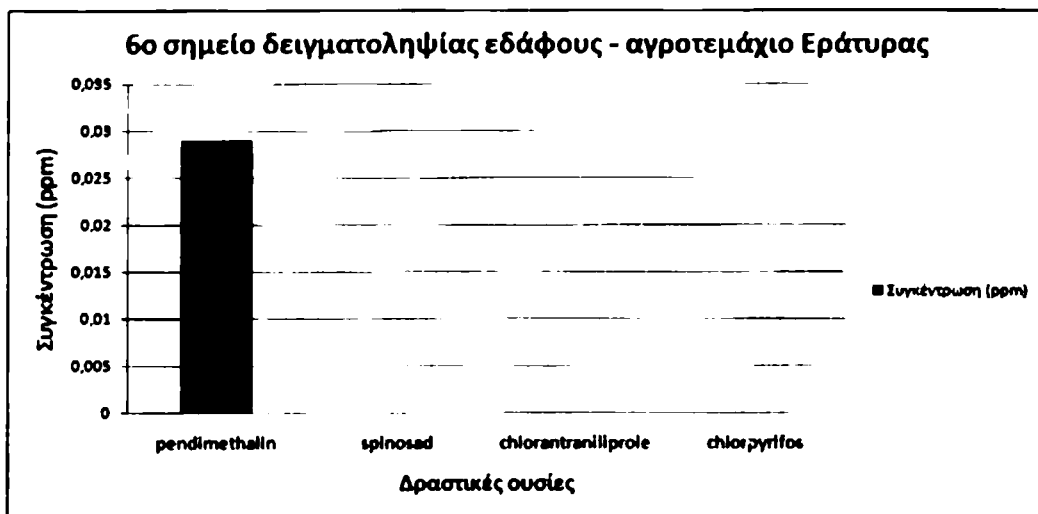 6ο σημείο δειγματοληψίας εδάφους - αγροτεμάχιο Εράτυρας
Συγκέντρωση (ppm)
0,035
0,03
0,025
0,02
0,015
0,01
0,005
0
pendimethalin
spinosad
chlorantraniliprole
chlorpyrifos
Δραστικές ουσίες
Συγκέντρωση (ppm)